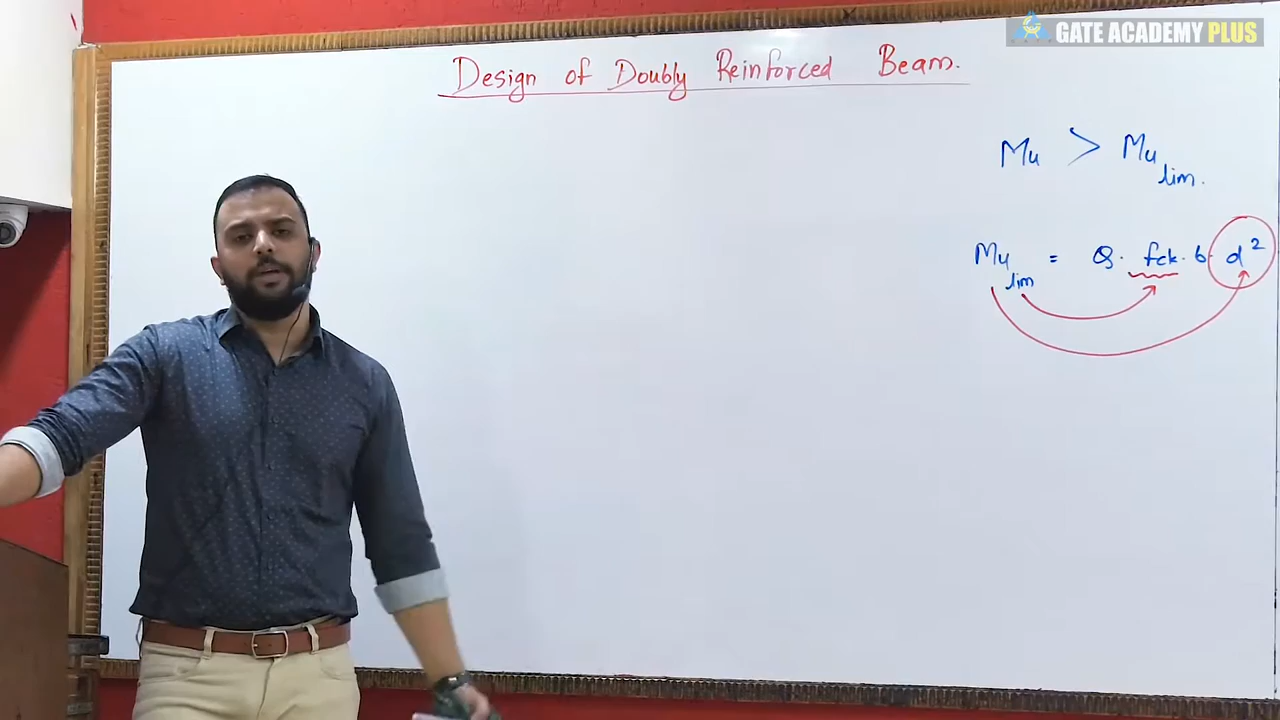 GATE ACADEMY PLUS
Design of Doubly Reinforced Beam.
Mu > Mu lim.
Mu lim = Q. fck. b. d²